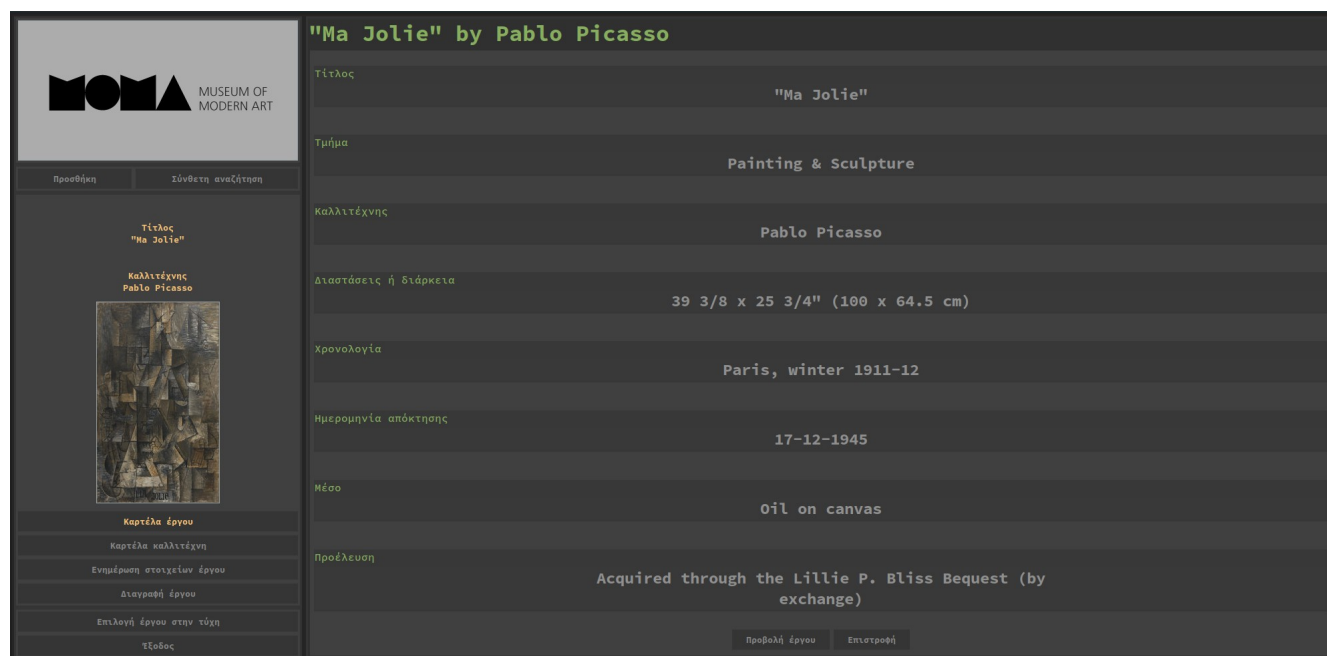 MOMA MUSEUM OF
MODERN ART
Προσθήκη
Σύνθετη αναζήτηση
Τίτλος
"Ma Jolie"
Καλλιτέχνης
Pablo Picasso
Καρτέλα έργου
Καρτέλα καλλιτέχνη
Ενημέρωση στοιχείων έργου
Διαγραφή έργου
Επιλογή έργου στην τύχη
Έξοδος
"Ma Jolie" by Pablo Picasso
Τίτλος
"Ma Jolie"
Τμήμα
Painting & Sculpture
Καλλιτέχνης
Pablo Picasso
Διαστάσεις ή διάρκεια
39 3/8 x 25 3/4" (100 x 64.5 cm)
Χρονολογία
Paris, winter 1911-12
Ημερομηνία απόκτησης
17-12-1945
Μέσο
Oil on canvas
Προέλευση
Acquired through the Lillie P. Bliss Bequest (by
exchange)
Προβολή έργου
Επιστροφή